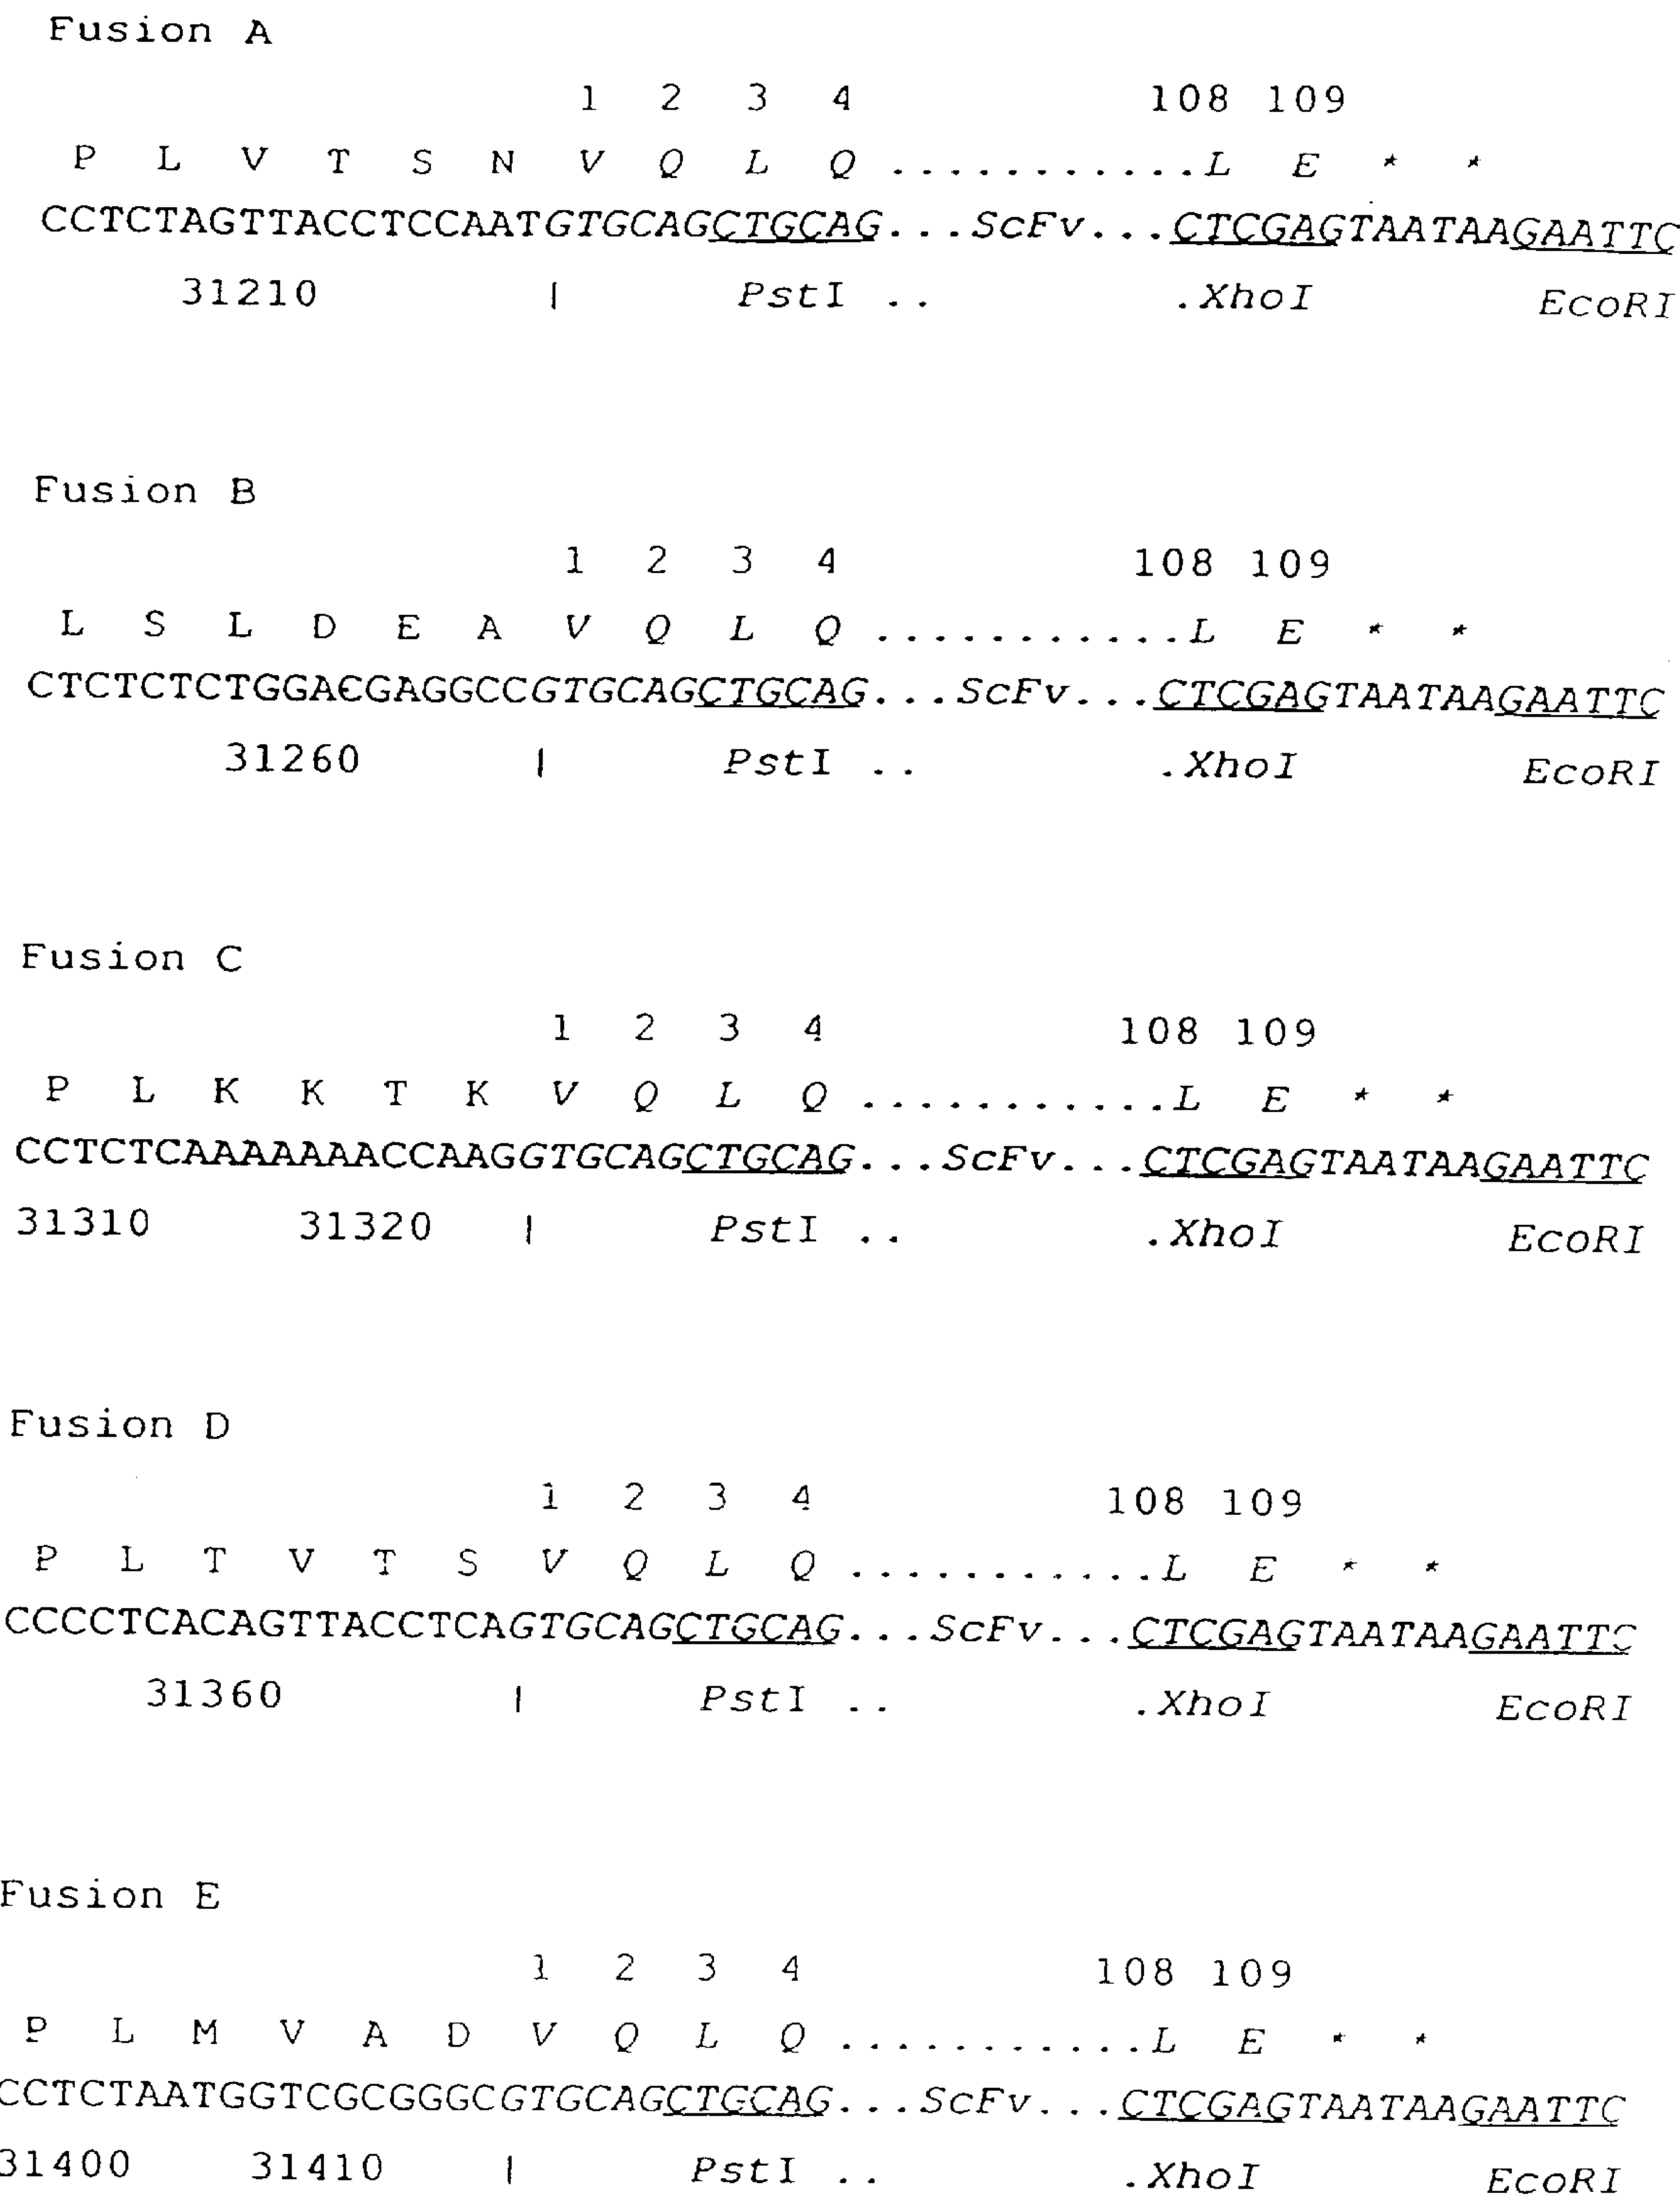 Fusion A
1 2 3 4 108 109
P L V T S N V Q L Q ...........L E * *
CCTCTAGTTACCTCCAATGTGCAGCTGCAG...ScFv...CTCGAGTAATAAGAATTC
31210 | PstI .. .XhoI EcoRI
Fusion B
1 2 3 4 108 109
L S L D E A V Q L Q ...........L E * *
CTCTCTCTGGACGAGGCCGTGCAGCTGCAG...ScFv...CTCGAGTAATAAGAATTC
31260 | PstI .. .XhoI EcoRI
Fusion C
1 2 3 4 108 109
P L K K T K V Q L Q ...........L E * *
CCTCTCAAAAAAACCAAGGTGCAGCTGCAG...ScFv...CTCGAGTAATAAGAATTC
31310 31320 | PstI .. .XhoI EcoRI
Fusion D
1 2 3 4 108 109
P L T V T S V Q L Q ...........L E * *
CCCCTCACAGTTACCTCAGTGCAGCTGCAG...ScFv...CTCGAGTAATAAGAATTC
31360 | PstI .. .XhoI EcoRI
Fusion E
1 2 3 4 108 109
P L M V A D V Q L Q ...........L E * *
CCTCTAATGGTCGCGGGCGTGCAGCTGCAG...ScFv...CTCGAGTAATAAGAATTC
31400 31410 | PstI .. .XhoI EcoRI